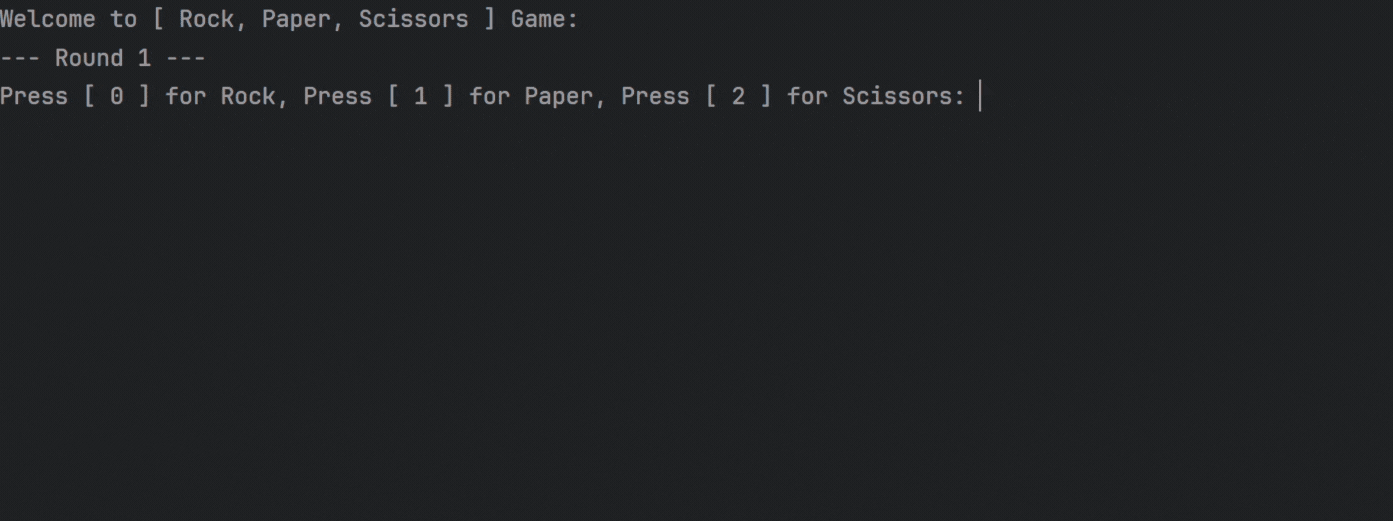 Welcome to [ Rock, Paper, Scissors ] Game:
--- Round 1 ---
Press [ 0 ] for Rock, Press [ 1 ] for Paper, Press [ 2 ] for Scissors: